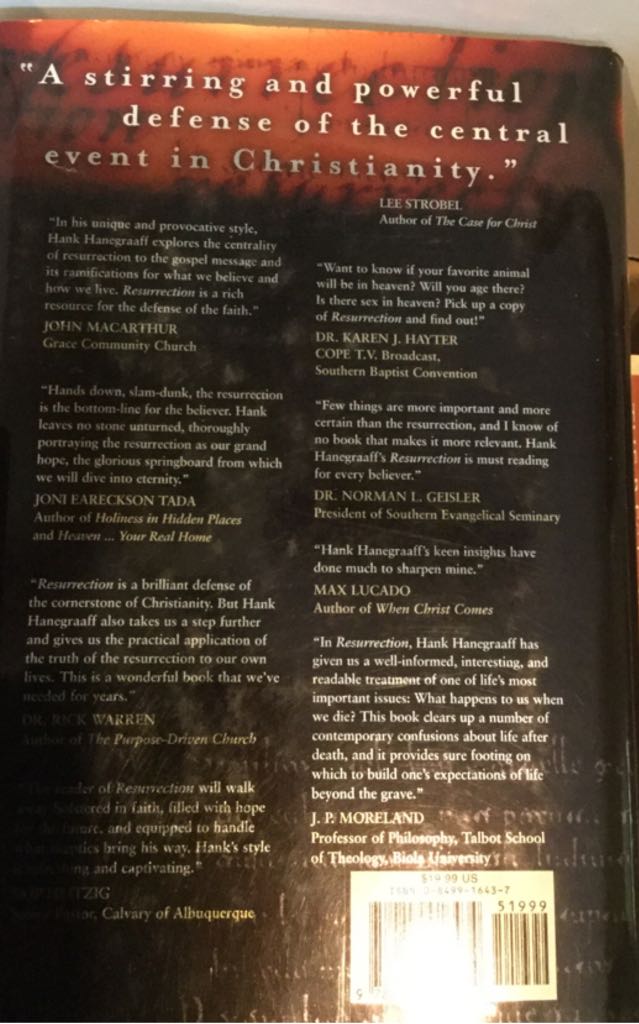 "A stirring and powerful
defense of the central
event in Christianity."
LEE STROBEL
Author of The Case for Christ
"In his unique and provocative style,
Hank Hanegraaff explores the centrality
of resurrection to the gospel message and
its ramifications for what we believe and
how we live. Resurrection is a rich
resource for the defense of the faith."
JOHN MACARTHUR
Grace Community Church
"Hands down, slam-dunk, the resurrection
is the bottom-line for the believer. Hank
leaves no stone unturned, thoroughly
portraying the resurrection as our grand
hope, the glorious springboard from which
we will dive into eternity."
JONI EARECKSON TADA
Author of Holiness in Hidden Places
and Heaven ... Your Real Home
"Resurrection is a brilliant defense of
the cornerstone of Christianity. But Hank
Hanegraaff also takes us a step further
and gives us the practical application of
the truth of the resurrection to our own
lives. This is a wonderful book that we've
needed for years."
DR. RICK WARREN
Author of The Purpose-Driven Church
"The reader of Resurrection will walk
away in faith, filled with hope
for the future, and equipped to handle
what skeptics bring his way. Hank's style
and captivating."
Pastor, Calvary of Albuquerque
"Want to know if your favorite animal
will be in heaven? Will you age there?
Is there sex in heaven? Pick up a copy
of Resurrection and find out!"
DR. KAREN J. HAYTER
COPE T.V. Broadcast,
Southern Baptist Convention
"Few things are more important and more
certain than the resurrection, and I know of
no book that makes it more relevant. Hank
Hanegraaff's Resurrection is must reading
for every believer."
DR. NORMAN L. GEISLER
President of Southern Evangelical Seminary
"Hank Hanegraaff's keen insights have
done much to sharpen mine."
MAX LUCADO
Author of When Christ Comes
"In Resurrection, Hank Hanegraaff has
given us a well-informed, interesting, and
readable treatment of one of life's most
important issues: What happens to us when
we die? This book clears up a number of
contemporary confusions about life after
death, and it provides sure footing on
which to build one's expectations of life
beyond the grave."
J. P. MORELAND
Professor of Philosophy, Talbot School
of Theology, Biola University
$19.99 US
ISBN 0-8499-1643-7
51999
9